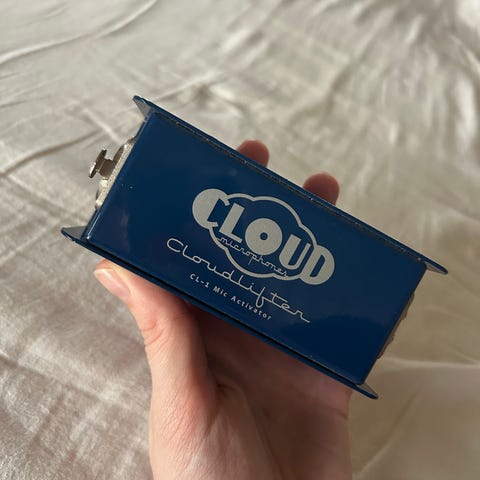 CLOUD
microphones
Cloudlifter
CL-1 Mic Activator